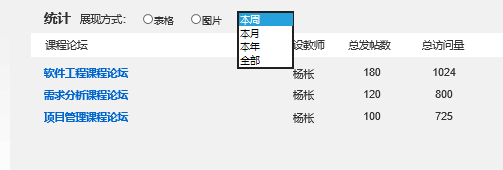 统计 展现方式： 表格 图片 本周
本月
本年
全部
课程论坛 设教师 总发帖数 总访问量
软件工程课程论坛 杨怅 180 1024
需求分析课程论坛 杨怅 120 800
项目管理课程论坛 杨怅 100 725